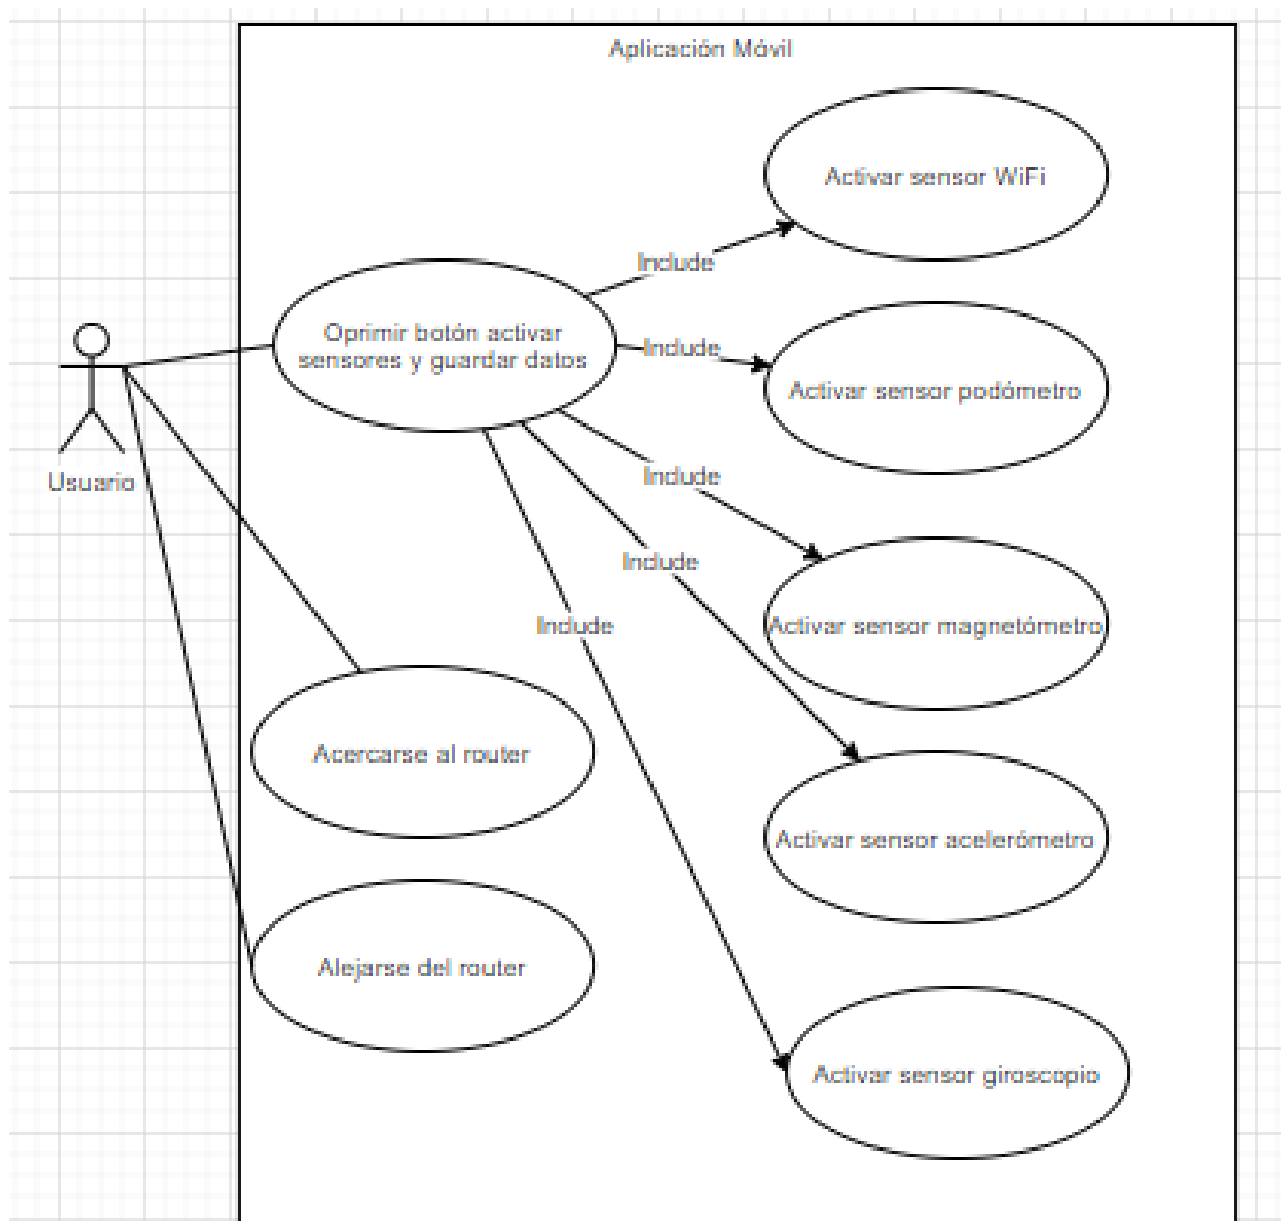 Aplicación Móvil
Activar sensor WiFi
Include
Oprimir botón activar
sensores y guardar datos
Include
Activar sensor podómetro
Include
Usuario
Include
Include
Activar sensor magnetómetro
Acercarse al router
Activar sensor acelerómetro
Alejarse del router
Activar sensor giroscopio